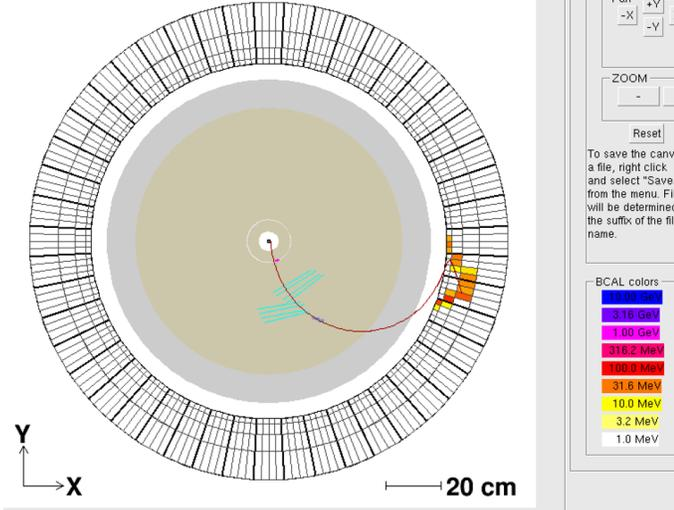 -X
+Y
-Y
ZOOM
-
Reset
To save the canv
a file, right click
and select "Save
from the menu. Fi
will be determined
the suffix of the fil
name.
BCAL colors
10.00 GeV
3.16 GeV
1.00 GeV
316.2 MeV
100.0 MeV
31.6 MeV
10.0 MeV
3.2 MeV
1.0 MeV
Y
X
20 cm